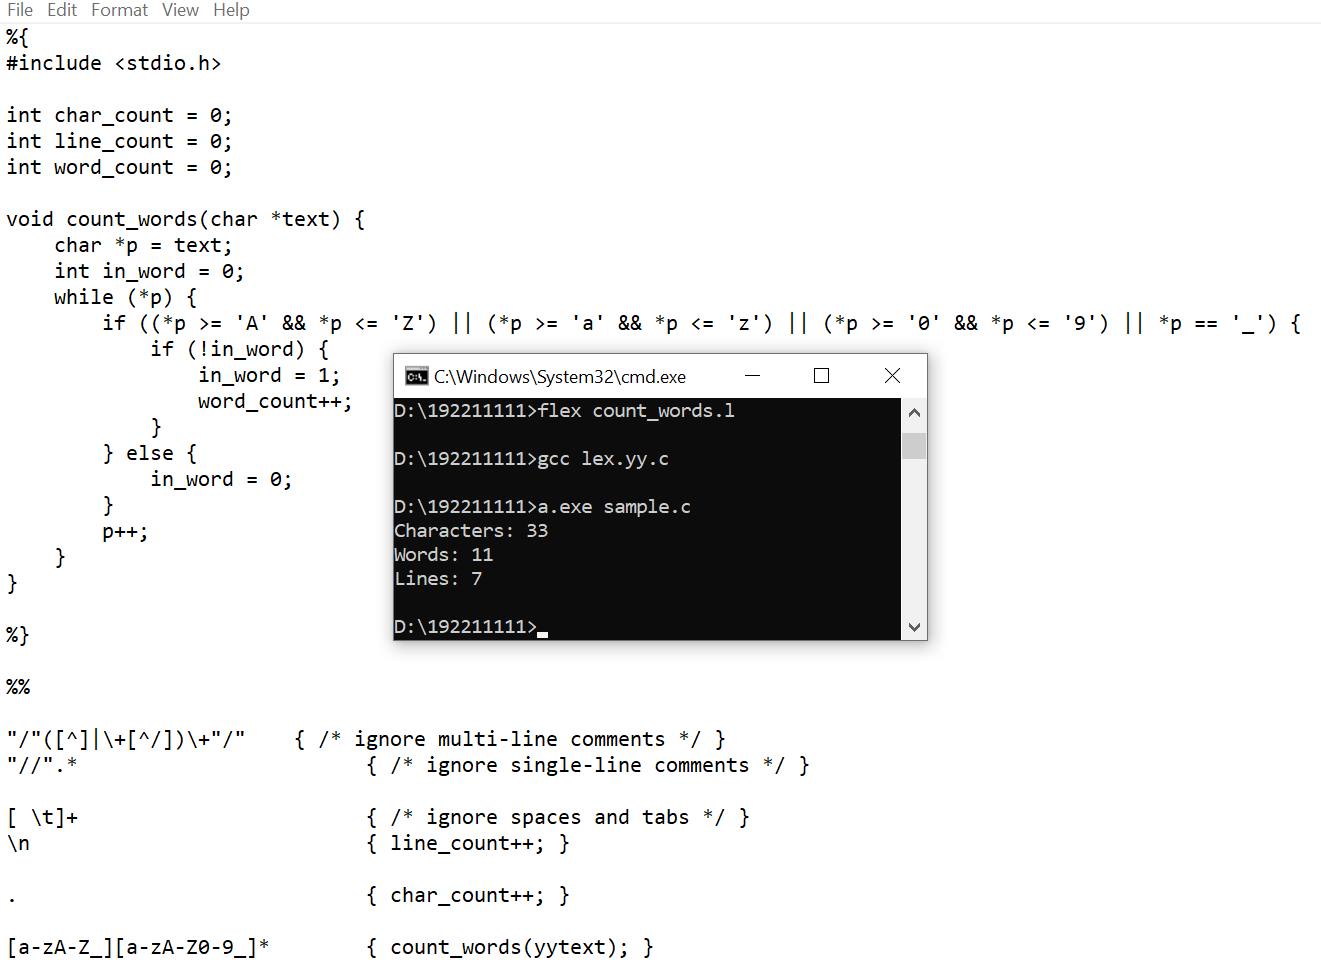 File Edit Format View Help
%{
#include <stdio.h>
int char_count = 0;
int line_count = 0;
int word_count = 0;
void count_words(char *text) {
    char *p = text;
    int in_word = 0;
    while (*p) {
        if ((*p >= 'A' && *p <= 'Z') || (*p >= 'a' && *p <= 'z') || (*p >= '0' && *p <= '9') || *p == '_') {
            if (!in_word) {
                in_word = 1;
                word_count++;
            }
        } else {
            in_word = 0;
        }
        p++;
    }
}
%}
%%
"/"([^]|\+[^/])\+"/"    { /* ignore multi-line comments */ }
"//".*                        { /* ignore single-line comments */ }
[ \t]+                        { /* ignore spaces and tabs */ }
\n                            { line_count++; }
.                             { char_count++; }
[a-zA-Z_][a-zA-Z0-9_]*        { count_words(yytext); }
C:\Windows\System32\cmd.exe
D:\192211111>flex count_words.l
D:\192211111>gcc lex.yy.c
D:\192211111>a.exe sample.c
Characters: 33
Words: 11
Lines: 7
D:\192211111>